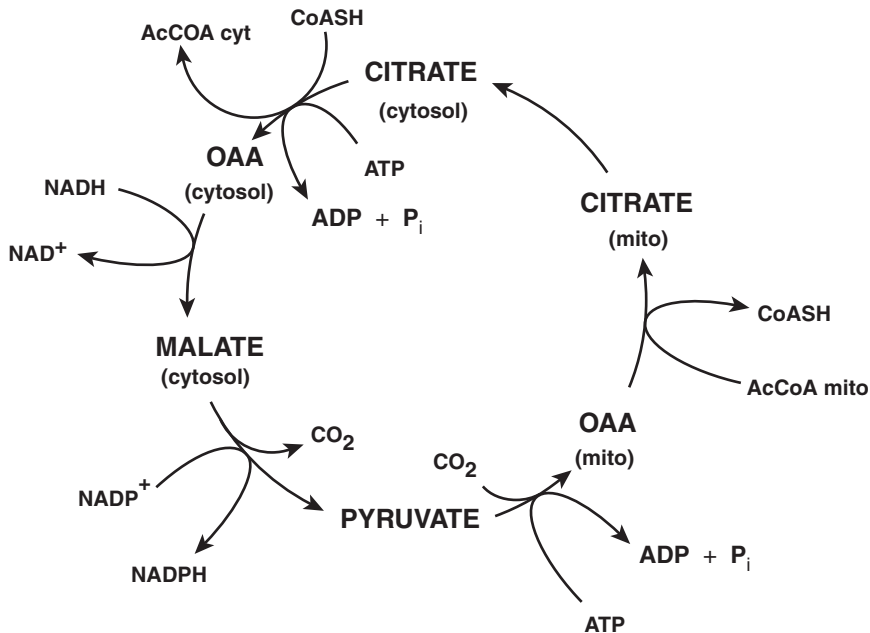 CoASH
AcCOA cyt
CITRATE
(cytosol)
OAA
(cytosol)
ATP
NADH
ADP + Pi
NAD+
CITRATE
(mito)
CoASH
MALATE
(cytosol)
AcCoA mito
OAA
(mito)
CO2
CO2
NADP+
PYRUVATE
ADP + Pi
NADPH
ATP